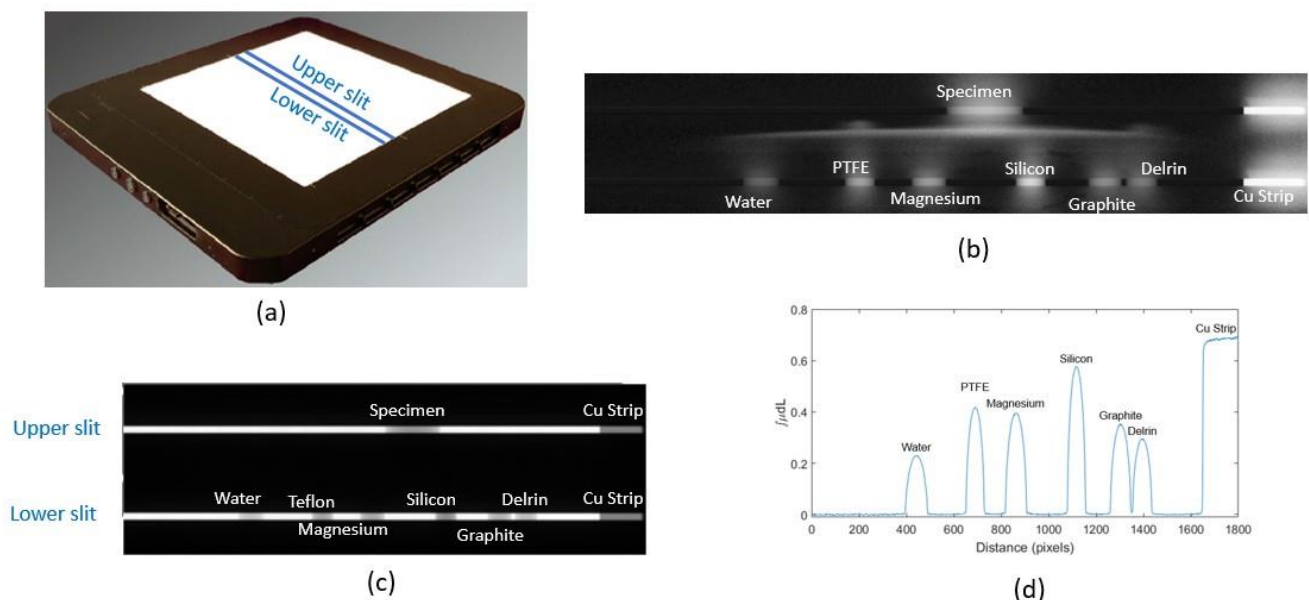 Upper slit
Lower slit
(a)
Specimen
PTFE
Silicon
Delrin
Water
Magnesium
Graphite
Cu Strip
(b)
Upper slit
Specimen
Cu Strip
Lower slit
Water
Teflon
Silicon
Delrin
Cu Strip
Magnesium
Graphite
(c)
0.8
0.6
0.4
0.2
0
∫μdL
Cu Strip
Silicon
PTFE
Magnesium
Graphite
Delrin
Water
0 200 400 600 800 1000 1200 1400 1600 1800
Distance (pixels)
(d)